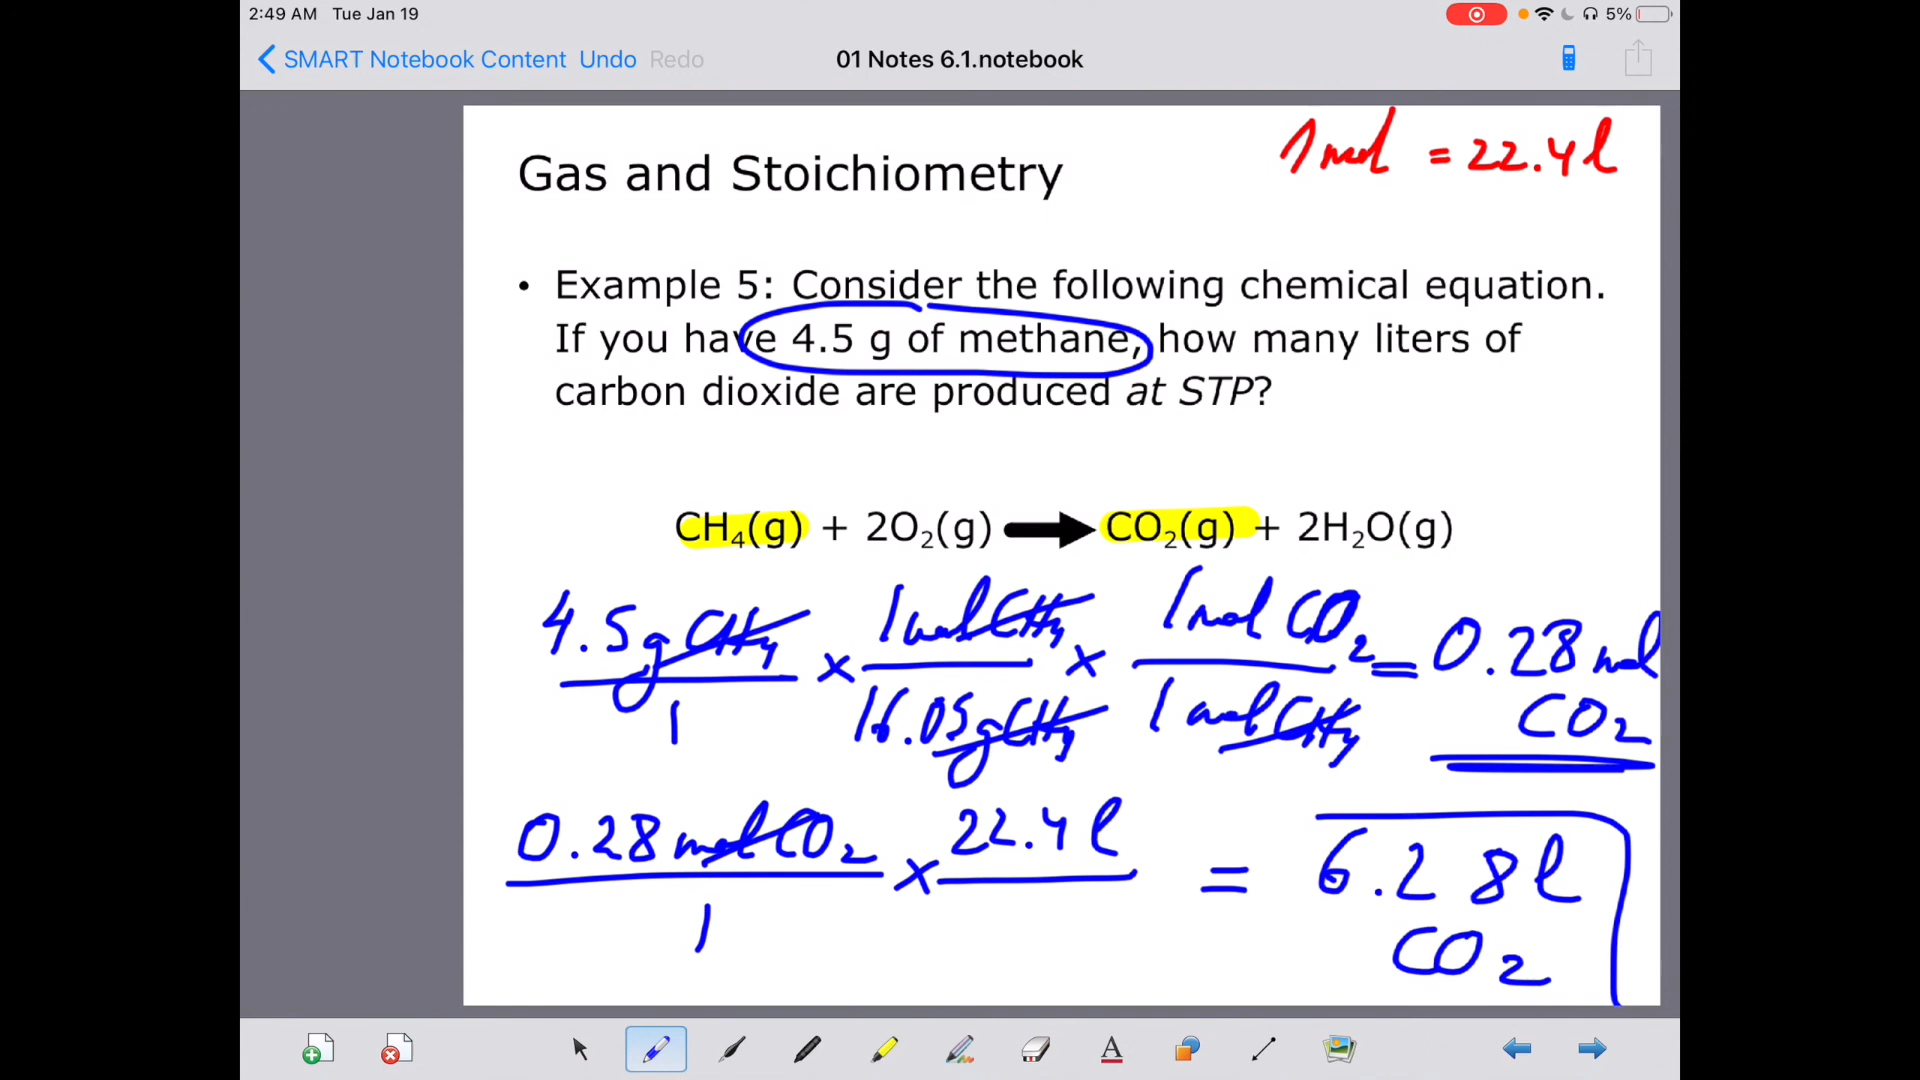 2:49 AM Tue Jan 19 5%
SMART Notebook Content Undo Redo 01 Notes 6.1.notebook
1 mol = 22.4 l
Gas and Stoichiometry
• Example 5: Consider the following chemical equation.
If you have 4.5 g of methane, how many liters of
carbon dioxide are produced at STP?
CH₄(g) + 2O₂(g) ➡ CO₂(g) + 2H₂O(g)
4.5g CH₄ 1 mol CH₄ 1 mol CO₂
× × = 0.28 mol
1 16.05g CH₄ 1 mol CH₄ CO₂
0.28 mol CO₂ × 22.4 l = 6.28 l
1 CO₂
A